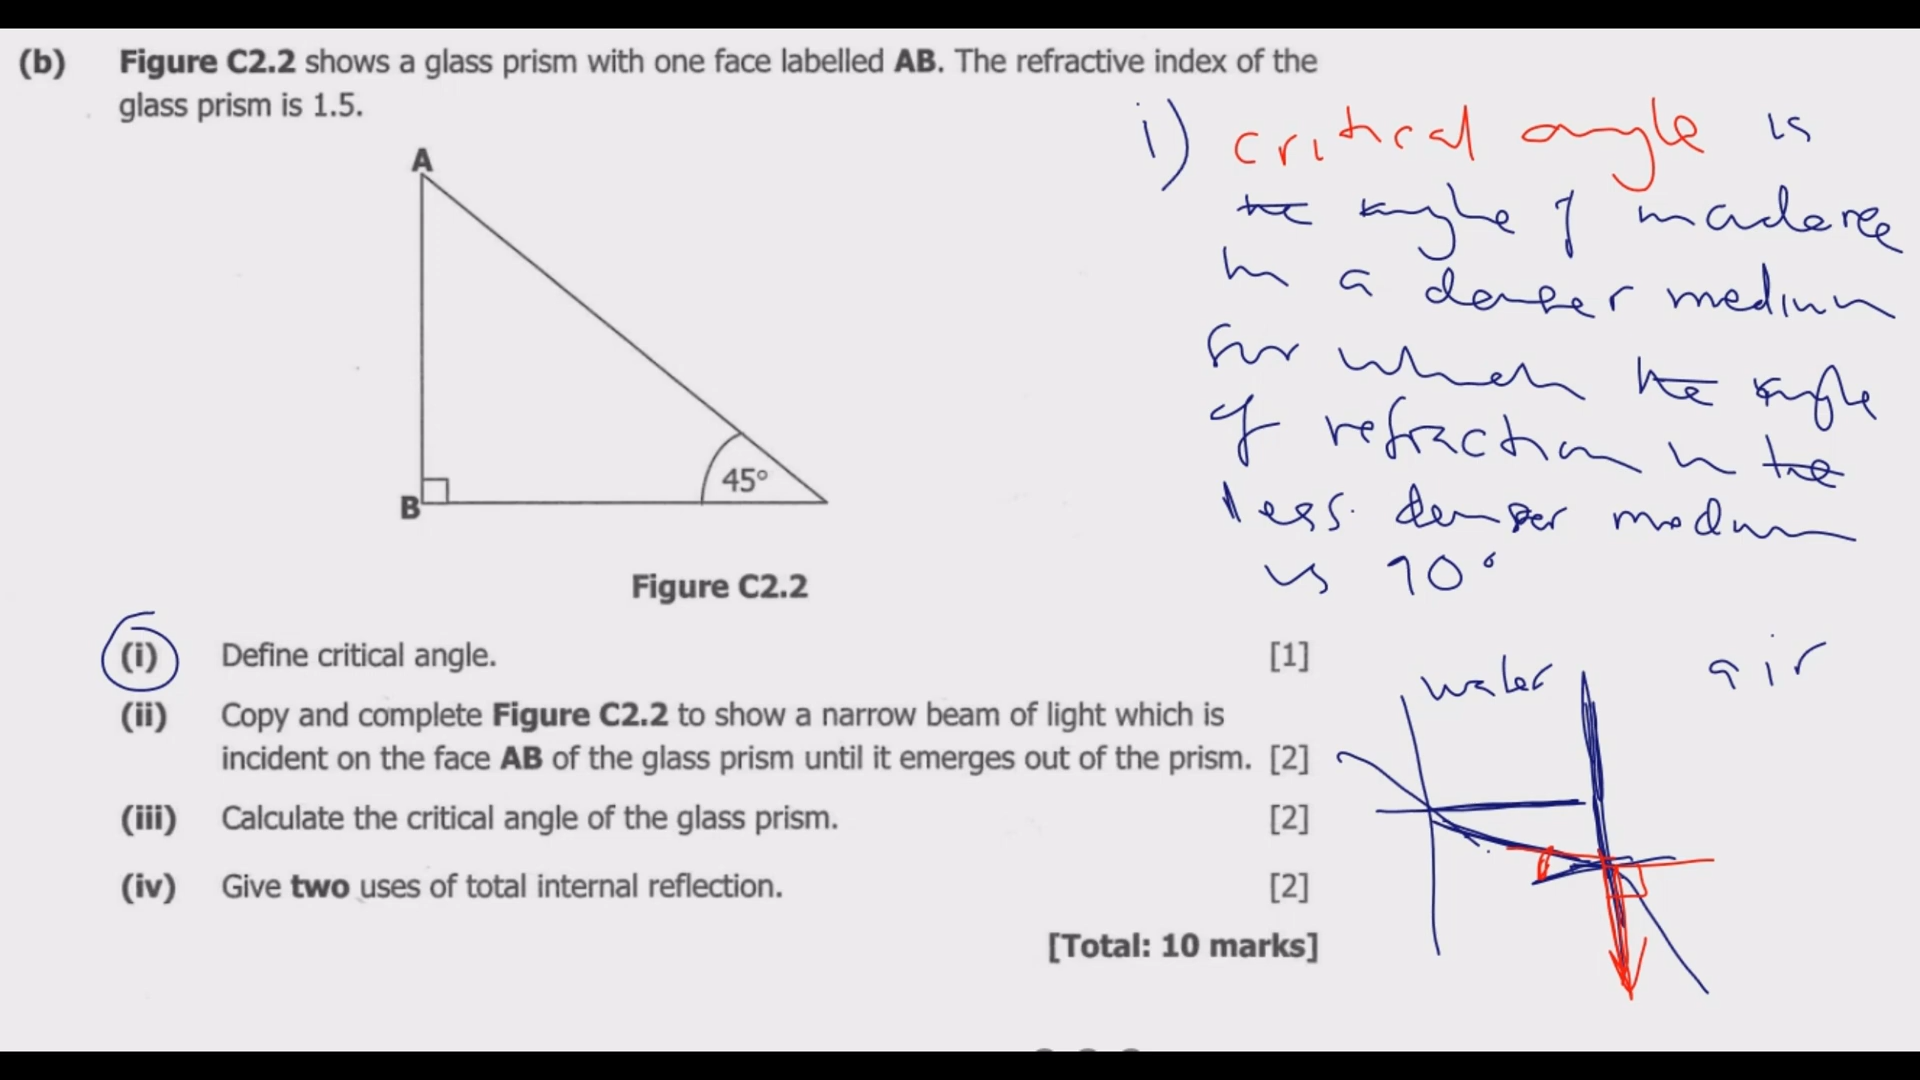 (b) Figure C2.2 shows a glass prism with one face labelled AB. The refractive index of the
glass prism is 1.5.
A
B
45°
Figure C2.2
(i) Define critical angle. [1]
(ii) Copy and complete Figure C2.2 to show a narrow beam of light which is
incident on the face AB of the glass prism until it emerges out of the prism. [2]
(iii) Calculate the critical angle of the glass prism. [2]
(iv) Give two uses of total internal reflection. [2]
[Total: 10 marks]
i) critical angle is
the angle of incidence
in a denser medium
for which the angle
of refraction in the
less denser medium
is 90°
water air